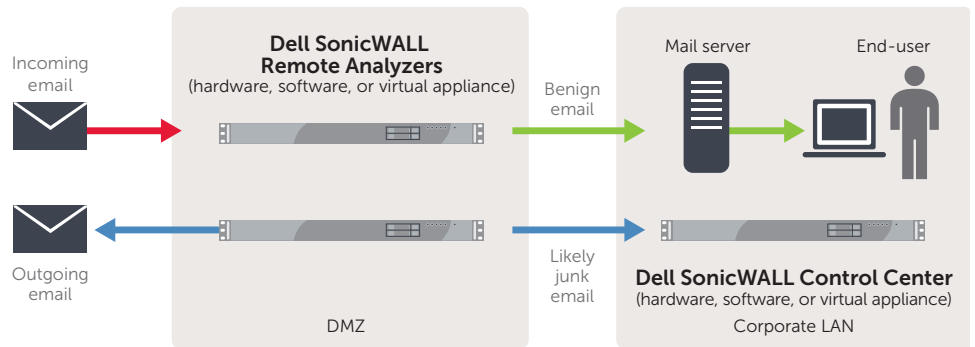 Incoming
email
Outgoing
email
Dell SonicWALL
Remote Analyzers
(hardware, software, or virtual appliance)
DMZ
Benign
email
Likely
junk
email
Mail server
End-user
Dell SonicWALL Control Center
(hardware, software, or virtual appliance)
Corporate LAN